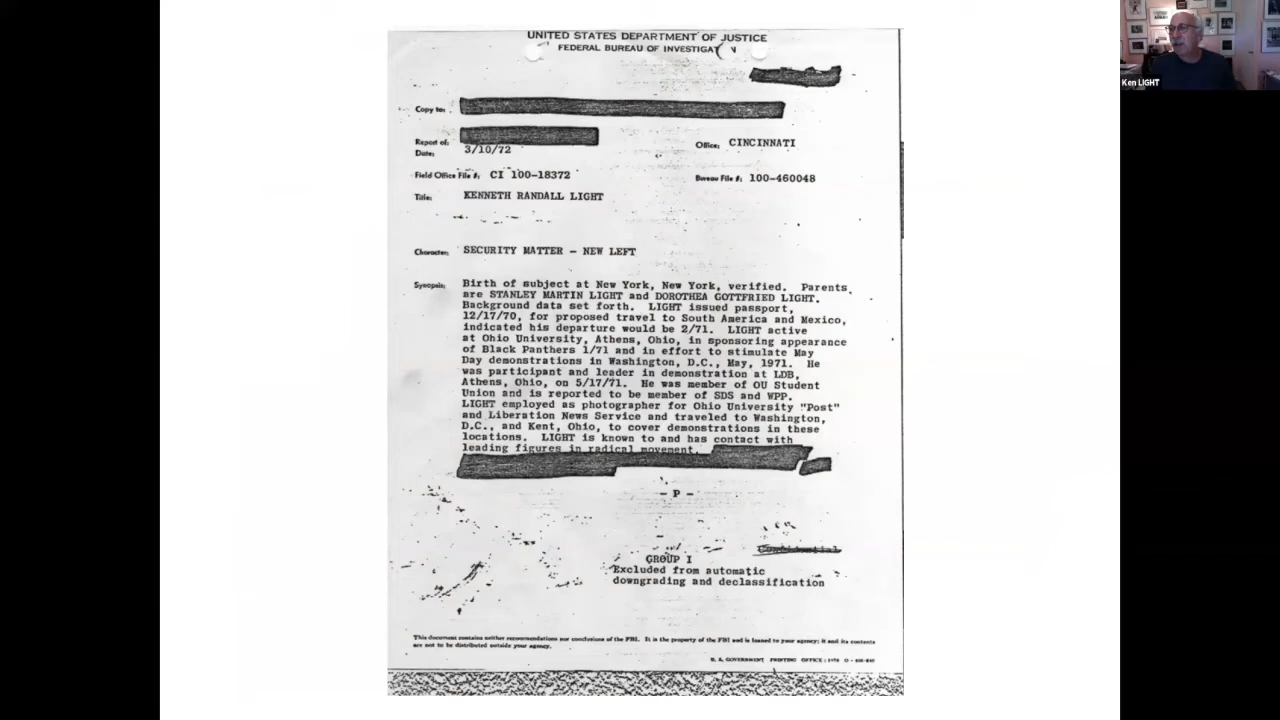 UNITED STATES DEPARTMENT OF JUSTICE
FEDERAL BUREAU OF INVESTIGAT
Ken LIGHT
Copy to:
Report of:
Date: 3/10/72
Office: CINCINNATI
Field Office File #: CI 100-18372
Bureau File #: 100-460048
Title: KENNETH RANDALL LIGHT
Character: SECURITY MATTER - NEW LEFT
Synopsis: Birth of subject at New York, New York, verified. Parents
are STANLEY MARTIN LIGHT and DOROTHEA GOTTFRIED LIGHT.
Background data set forth. LIGHT issued passport,
12/17/70, for proposed travel to South America and Mexico,
indicated his departure would be 2/71. LIGHT active
at Ohio University, Athens, Ohio, in sponsoring appearance
of Black Panthers 1/71 and in effort to stimulate May
Day demonstrations in Washington, D.C., May, 1971. He
was participant and leader in demonstration at LDB,
Athens, Ohio, on 5/17/71. He was member of OU Student
Union and is reported to be member of SDS and WPP.
LIGHT employed as photographer for Ohio University "Post"
and Liberation News Service and traveled to Washington,
D.C., and Kent, Ohio, to cover demonstrations in these
locations. LIGHT is known to and has contact with
leading figures in radical movement.
- P -
Confidential
GROUP I
Excluded from automatic
downgrading and declassification
This document contains neither recommendations nor conclusions of the FBI. It is the property of the FBI and is loaned to your agency; it and its contents
are not to be distributed outside your agency.
U. S. GOVERNMENT PRINTING OFFICE : 1970 O -